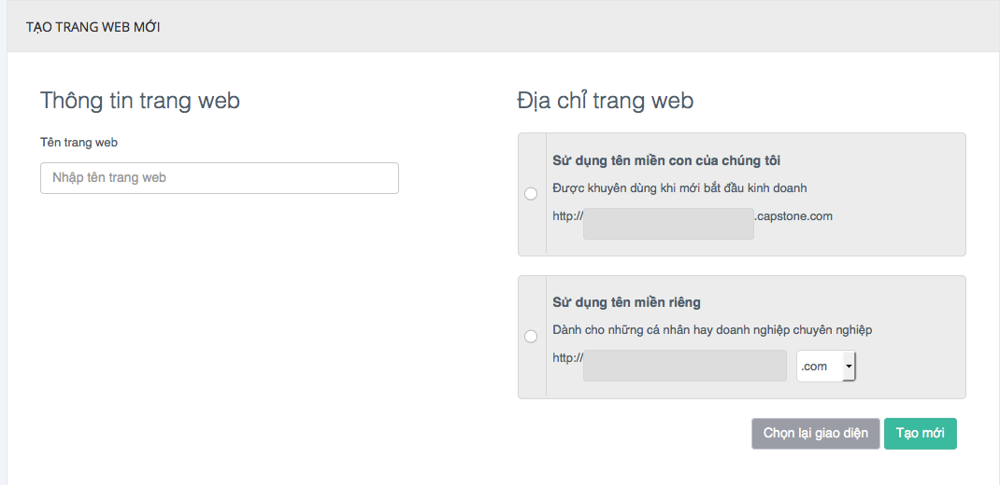 TẠO TRANG WEB MỚI
Thông tin trang web
Tên trang web
Nhập tên trang web
Địa chỉ trang web
Sử dụng tên miền con của chúng tôi
Được khuyên dùng khi mới bắt đầu kinh doanh
http:// .capstone.com
Sử dụng tên miền riêng
Dành cho những cá nhân hay doanh nghiệp chuyên nghiệp
http:// .com
Chọn lại giao diện Tạo mới